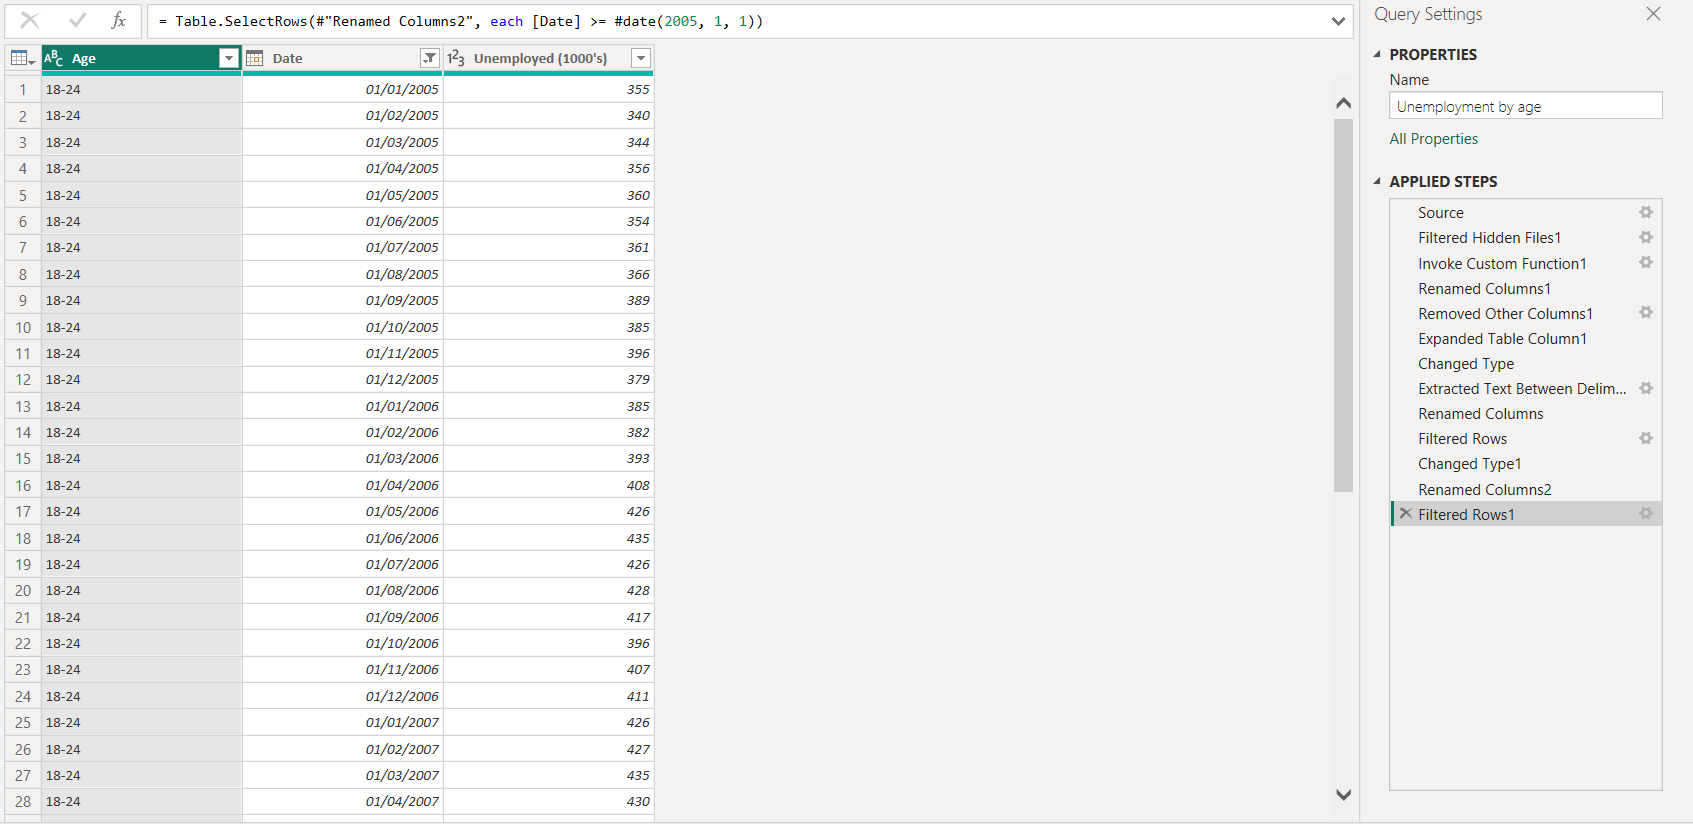 fx = Table.SelectRows(#"Renamed Columns2", each [Date] >= #date(2005, 1, 1))
ABC Age Date 123 Unemployed (1000's)
1 18-24 01/01/2005 355
2 18-24 01/02/2005 340
3 18-24 01/03/2005 344
4 18-24 01/04/2005 356
5 18-24 01/05/2005 360
6 18-24 01/06/2005 354
7 18-24 01/07/2005 361
8 18-24 01/08/2005 366
9 18-24 01/09/2005 389
10 18-24 01/10/2005 385
11 18-24 01/11/2005 396
12 18-24 01/12/2005 379
13 18-24 01/01/2006 385
14 18-24 01/02/2006 382
15 18-24 01/03/2006 393
16 18-24 01/04/2006 408
17 18-24 01/05/2006 426
18 18-24 01/06/2006 435
19 18-24 01/07/2006 426
20 18-24 01/08/2006 428
21 18-24 01/09/2006 417
22 18-24 01/10/2006 396
23 18-24 01/11/2006 407
24 18-24 01/12/2006 411
25 18-24 01/01/2007 426
26 18-24 01/02/2007 427
27 18-24 01/03/2007 435
28 18-24 01/04/2007 430
Query Settings
PROPERTIES
Name
Unemployment by age
All Properties
APPLIED STEPS
Source
Filtered Hidden Files1
Invoke Custom Function1
Renamed Columns1
Removed Other Columns1
Expanded Table Column1
Changed Type
Extracted Text Between Delim...
Renamed Columns
Filtered Rows
Changed Type1
Renamed Columns2
Filtered Rows1